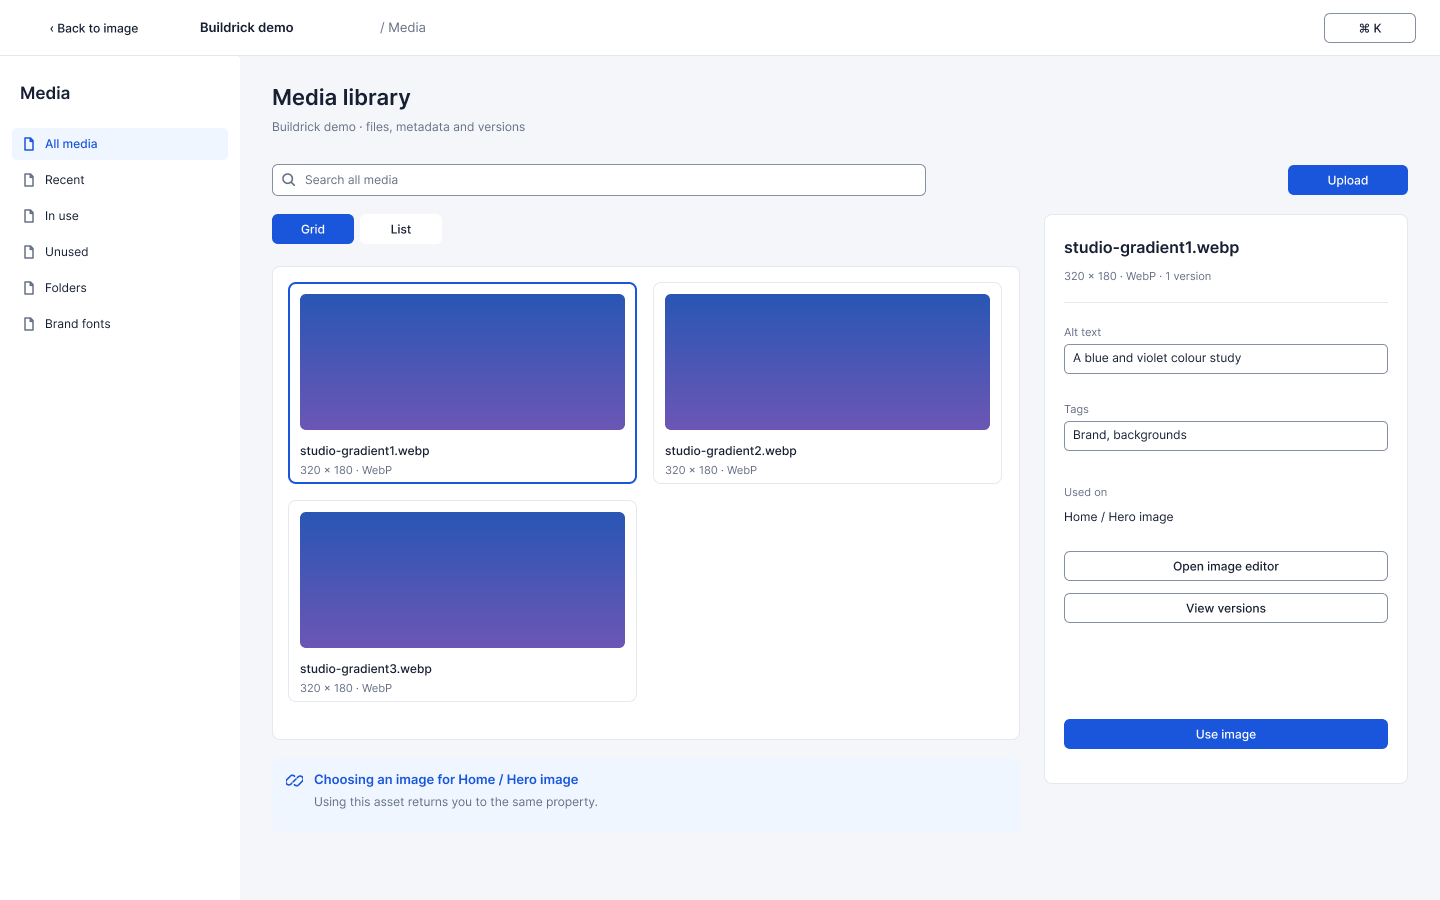 ‹ Back to image
Buildrick demo
/ Media
⌘ K
Media
All media
Recent
In use
Unused
Folders
Brand fonts
Media library
Buildrick demo · files, metadata and versions
Search all media
Upload
Grid
List
studio-gradient1.webp
320 × 180 · WebP
studio-gradient2.webp
320 × 180 · WebP
studio-gradient3.webp
320 × 180 · WebP
Choosing an image for Home / Hero image
Using this asset returns you to the same property.
studio-gradient1.webp
320 × 180 · WebP · 1 version
Alt text
A blue and violet colour study
Tags
Brand, backgrounds
Used on
Home / Hero image
Open image editor
View versions
Use image